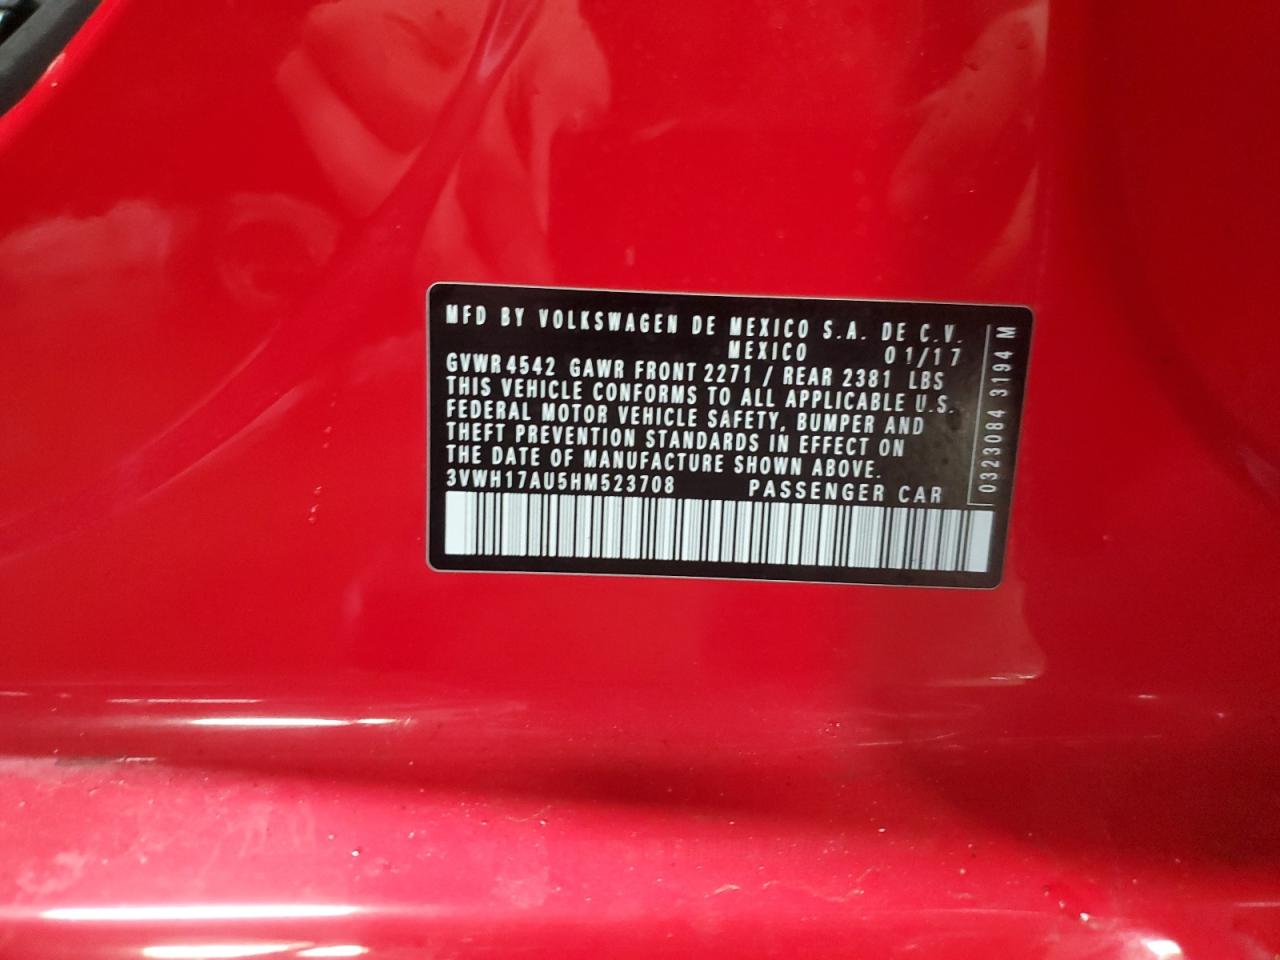 MFD BY VOLKSWAGEN DE MEXICO S.A. DE C.V.
MEXICO 01/17
GVWR 4542 GAWR FRONT 2271 / REAR 2381 LBS
THIS VEHICLE CONFORMS TO ALL APPLICABLE U.S.
FEDERAL MOTOR VEHICLE SAFETY, BUMPER AND
THEFT PREVENTION STANDARDS IN EFFECT ON
THE DATE OF MANUFACTURE SHOWN ABOVE.
3VWH17AU5HM523708 PASSENGER CAR
0323084 3194 M